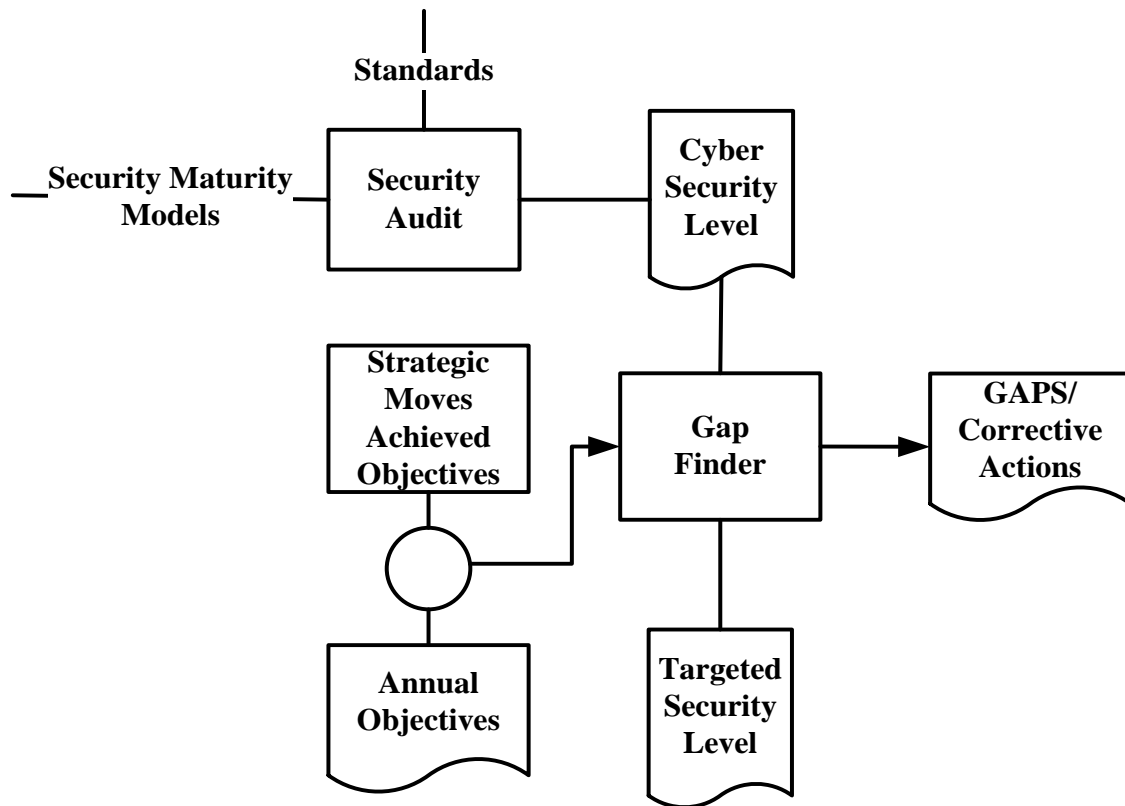 Standards
Security Maturity
Models
Security
Audit
Cyber
Security
Level
Strategic
Moves
Achieved
Objectives
Gap
Finder
GAPS/
Corrective
Actions
Annual
Objectives
Targeted
Security
Level